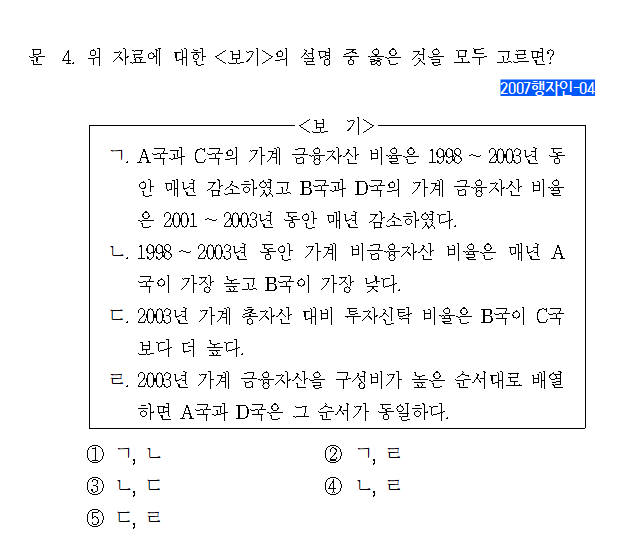 문 4. 위 자료에 대한 <보기>의 설명 중 옳은 것을 모두 고르면?
2007행자인-04
<보 기>
ㄱ. A국과 C국의 가계 금융자산 비율은 1998 ~ 2003년 동
안 매년 감소하였고 B국과 D국의 가계 금융자산 비율
은 2001 ~ 2003년 동안 매년 감소하였다.
ㄴ. 1998 ~ 2003년 동안 가계 비금융자산 비율은 매년 A
국이 가장 높고 B국이 가장 낮다.
ㄷ. 2003년 가계 총자산 대비 투자신탁 비율은 B국이 C국
보다 더 높다.
ㄹ. 2003년 가계 금융자산을 구성비가 높은 순서대로 배열
하면 A국과 D국은 그 순서가 동일하다.
① ㄱ, ㄴ ② ㄱ, ㄹ
③ ㄴ, ㄷ ④ ㄴ, ㄹ
⑤ ㄷ, ㄹ